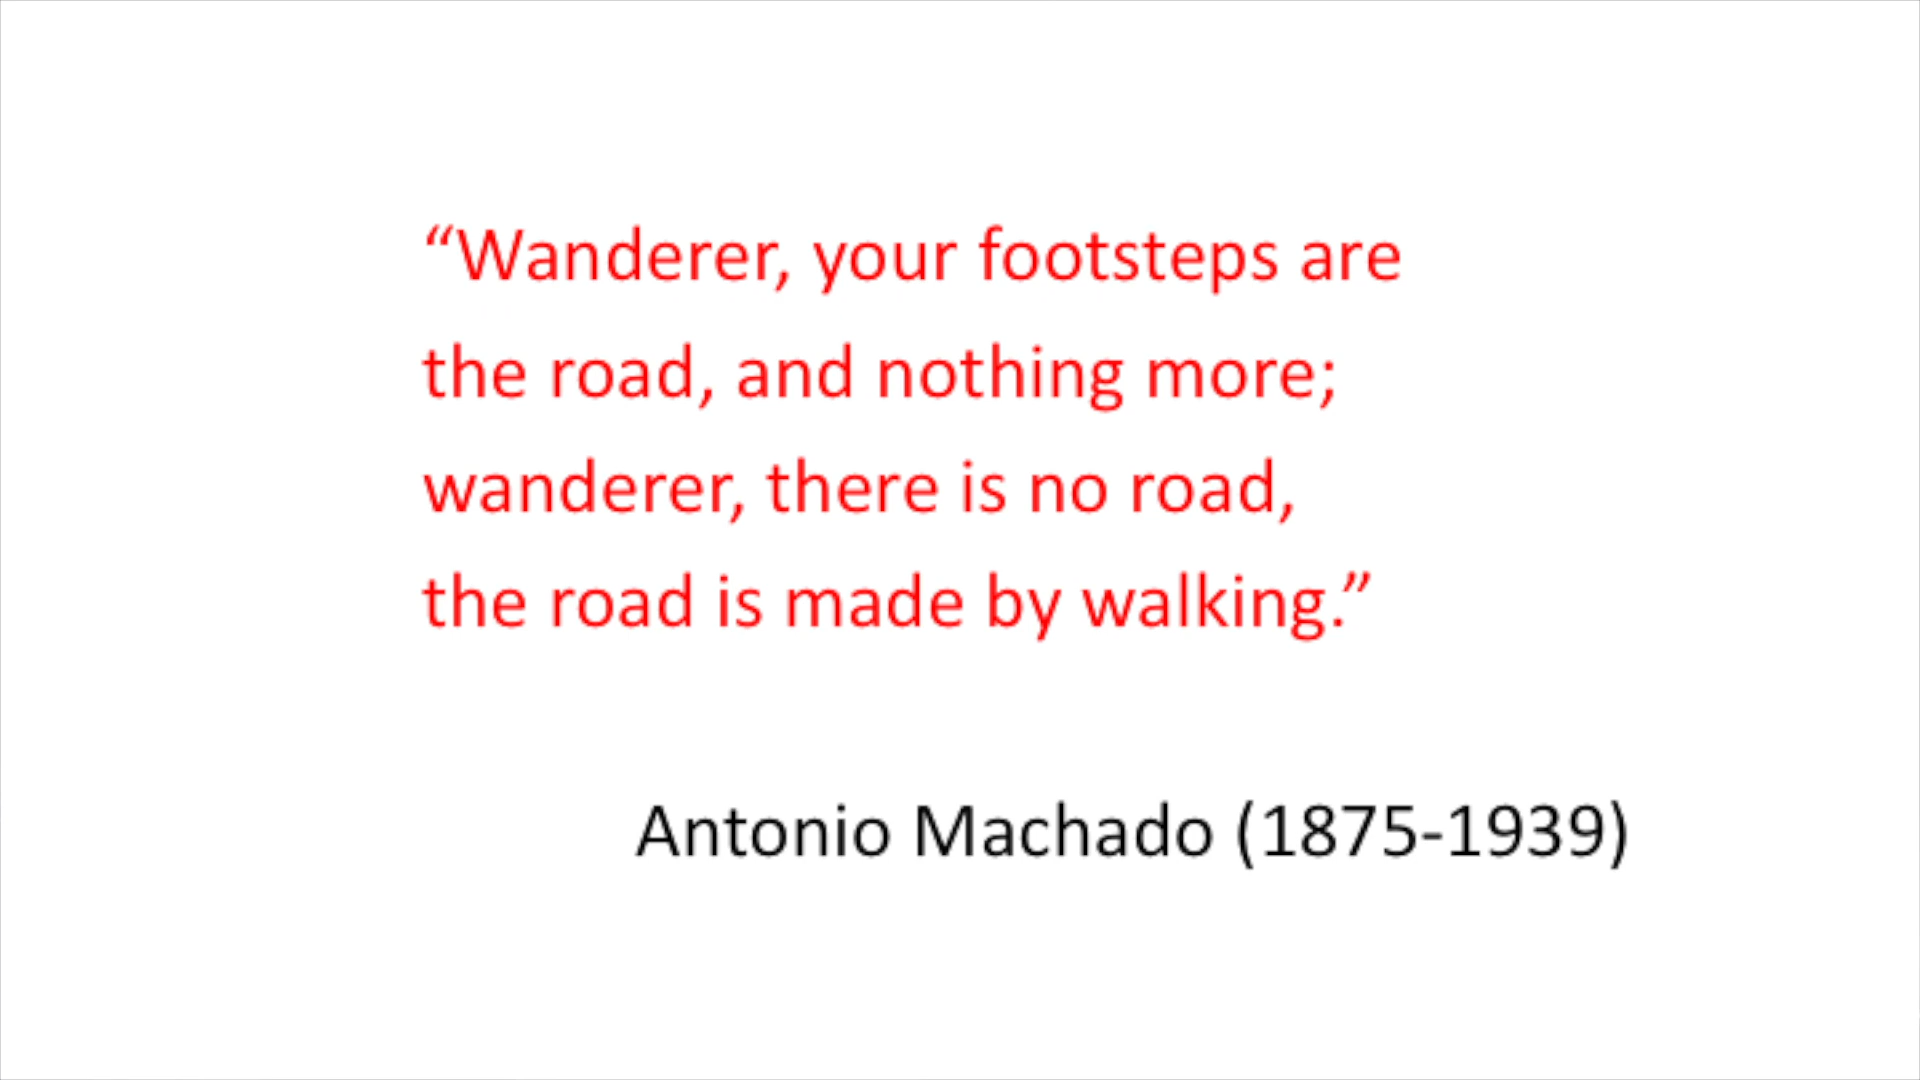 “Wanderer, your footsteps are
the road, and nothing more;
wanderer, there is no road,
the road is made by walking.”
Antonio Machado (1875-1939)